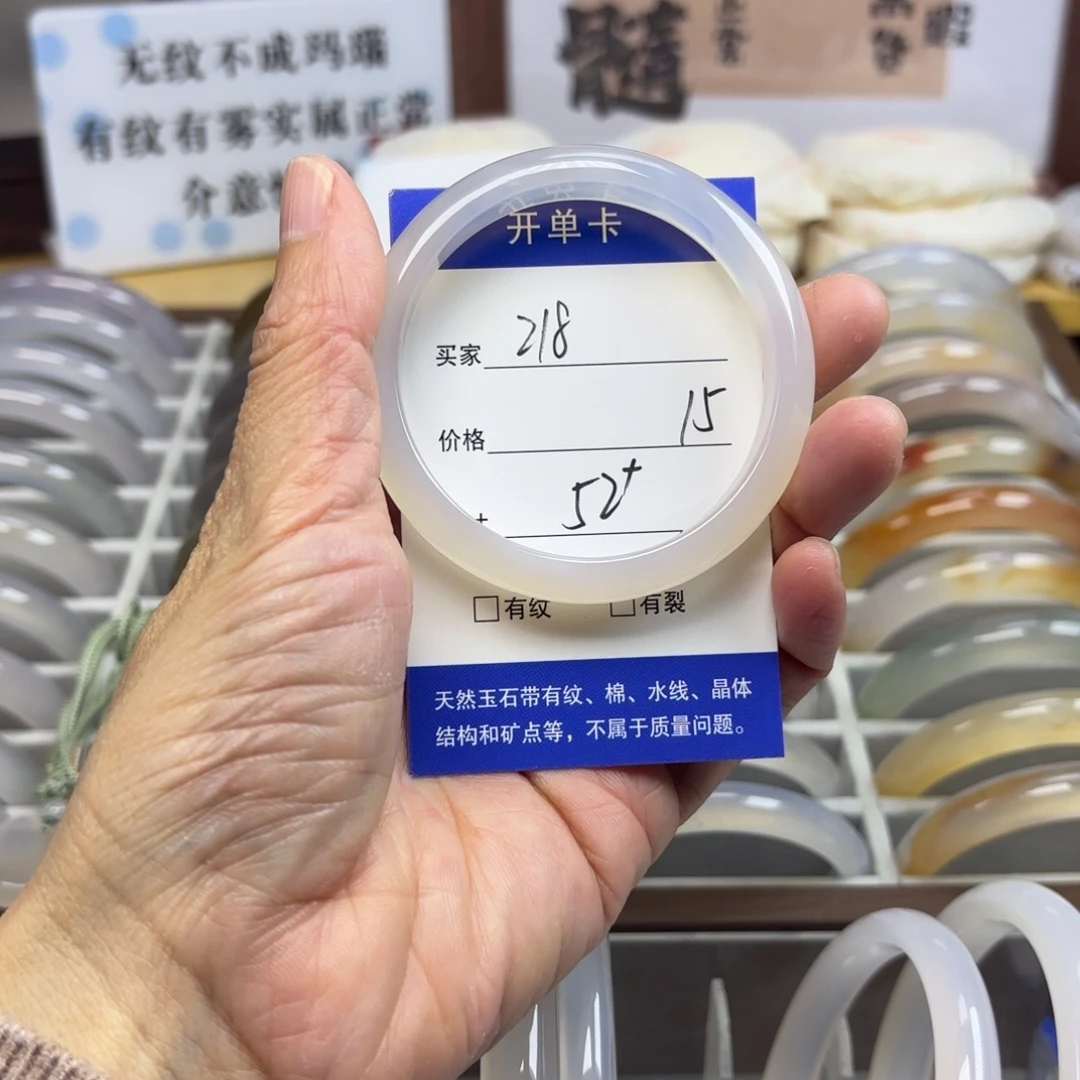 无纹不成玛瑙
有纹有雾实属正常
介意
髓
开单卡
买家 218
价格 15
52+
有纹 有裂
天然玉石带有纹、棉、水线、晶体
结构和矿点等，不属于质量问题。